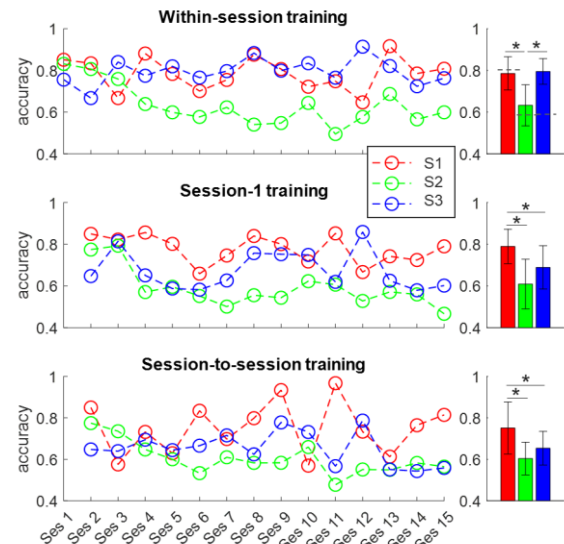 Within-session training
accuracy
1
0.8
0.6
0.4
1
0.8
0.6
0.4
* *
S1
S2
S3
Session-1 training
accuracy
1
0.8
0.6
0.4
1
0.8
0.6
0.4
*
*
Session-to-session training
accuracy
1
0.8
0.6
0.4
1
0.8
0.6
0.4
*
*
Ses 1
Ses 2
Ses 3
Ses 4
Ses 5
Ses 6
Ses 7
Ses 8
Ses 9
Ses 10
Ses 11
Ses 12
Ses 13
Ses 14
Ses 15